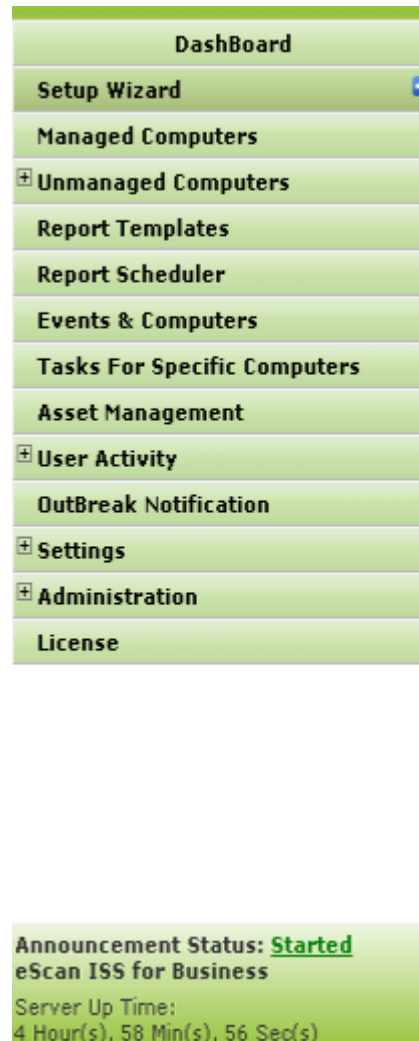 DashBoard
Setup Wizard
Managed Computers
Unmanaged Computers
Report Templates
Report Scheduler
Events & Computers
Tasks For Specific Computers
Asset Management
User Activity
OutBreak Notification
Settings
Administration
License
Announcement Status: Started
eScan ISS for Business
Server Up Time:
4 Hour(s), 58 Min(s), 56 Sec(s)